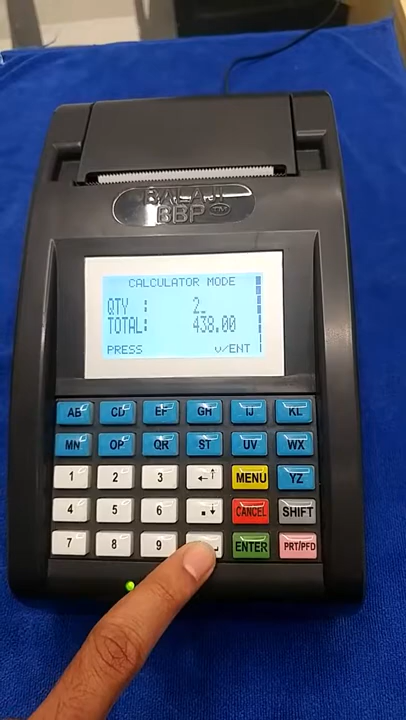 BALAJI
BBP TM
CALCULATOR MODE
QTY : 2_
TOTAL: 438.00
PRESS v/ENT
AB CD EF GH IJ KL
MN OP QR ST UV WX
1 2 3 ←↑ MENU YZ
4 5 6 .↓ CANCEL SHIFT
7 8 9 ENTER PRT/PFD